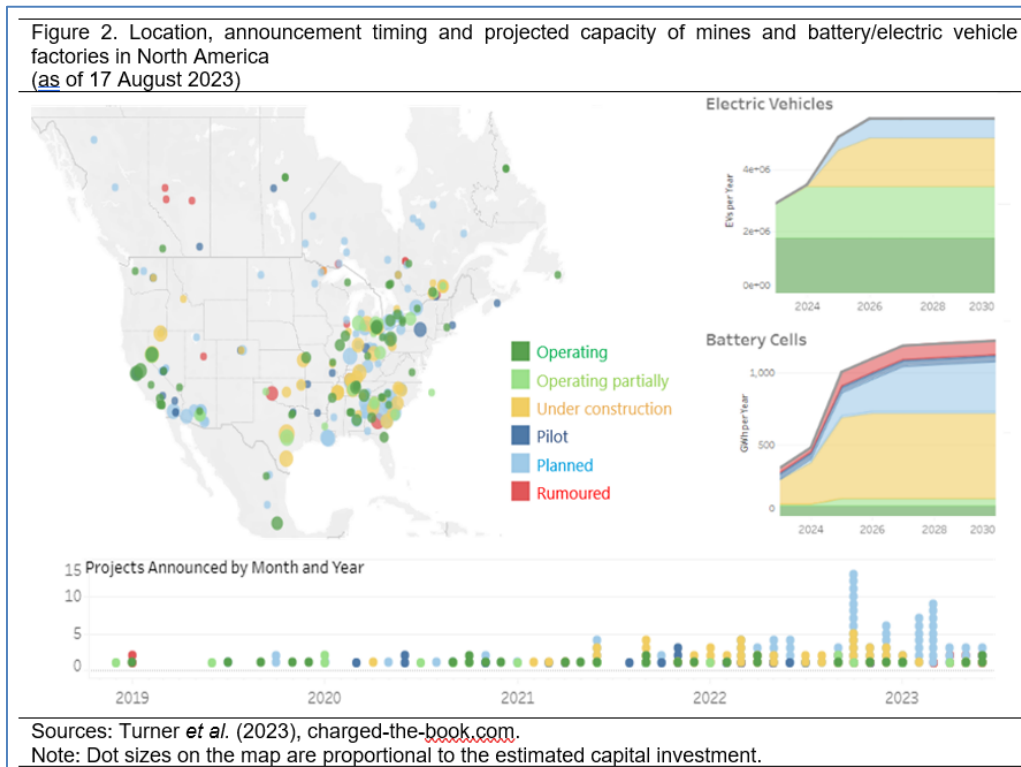 Figure 2. Location, announcement timing and projected capacity of mines and battery/electric vehicle
factories in North America
(as of 17 August 2023)
Electric Vehicles
EVs per Year
4e+06
2e+06
0e+00
2024
2026
2028
2030
Operating
Operating partially
Under construction
Pilot
Planned
Rumoured
Battery Cells
GWh per Year
1,000
500
0
2024
2026
2028
2030
Projects Announced by Month and Year
15
10
5
0
2019
2020
2021
2022
2023
Sources: Turner et al. (2023), charged-the-book.com.
Note: Dot sizes on the map are proportional to the estimated capital investment.